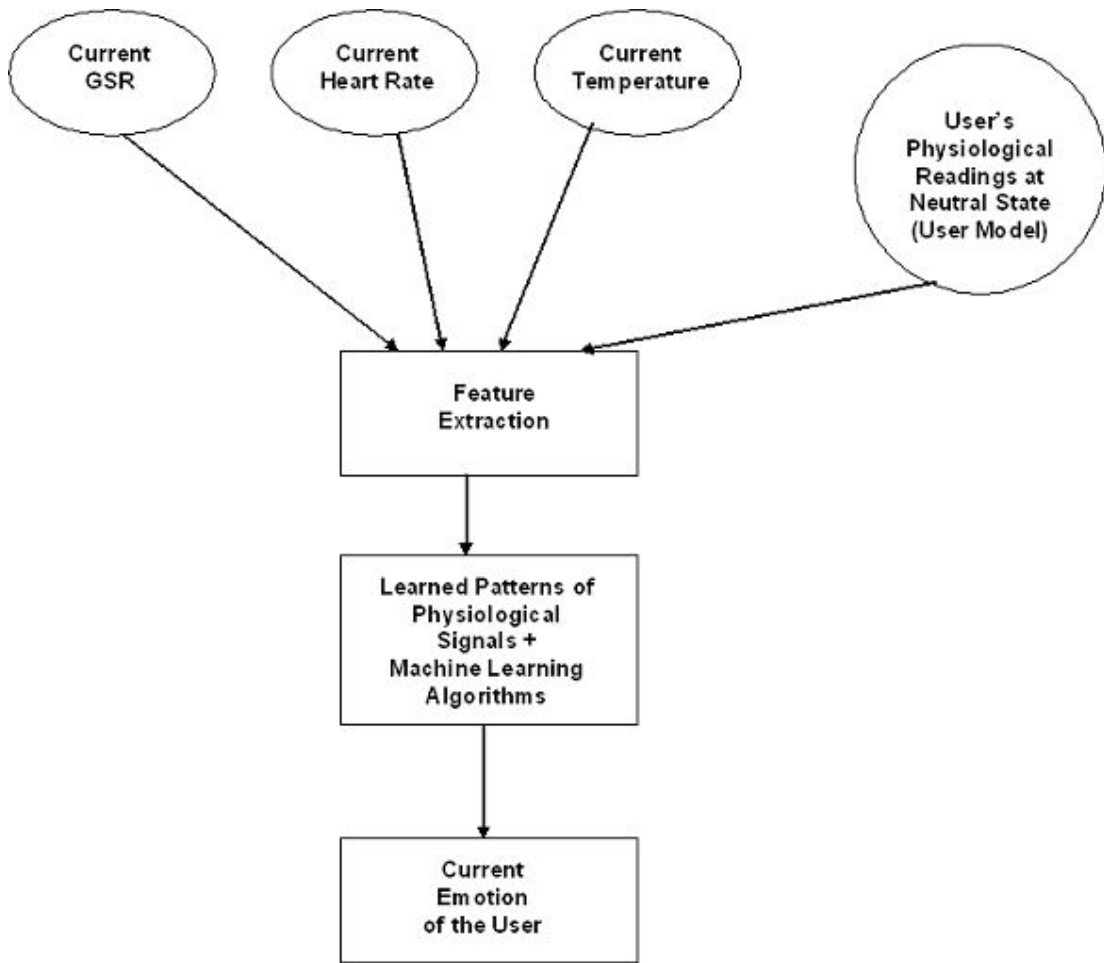 Current
GSR
Current
Heart Rate
Current
Temperature
User's
Physiological
Readings at
Neutral State
(User Model)
Feature
Extraction
Learned Patterns of
Physiological
Signals +
Machine Learning
Algorithms
Current
Emotion
of the User